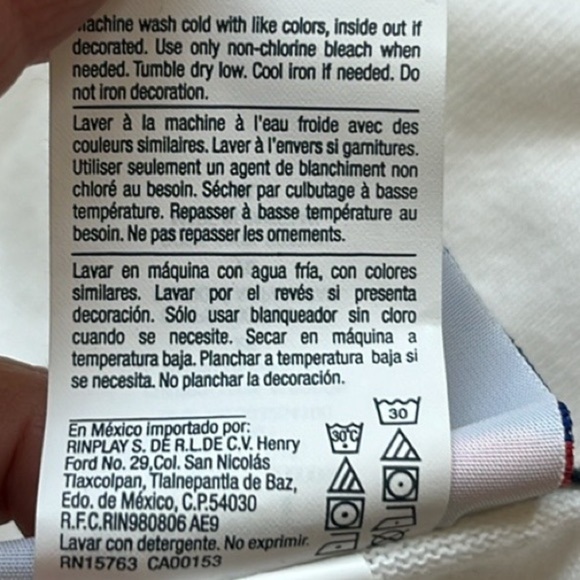 machine wash cold with like colors, inside out if
decorated. Use only non-chlorine bleach when
needed. Tumble dry low. Cool iron if needed. Do
not iron decoration.
Laver à la machine à l'eau froide avec des
couleurs similaires. Laver à l'envers si garnitures.
Utiliser seulement un agent de blanchiment non
chloré au besoin. Sécher par culbutage à basse
température. Repasser à basse température au
besoin. Ne pas repasser les ornements.
Lavar en máquina con agua fría, con colores
similares. Lavar por el revés si presenta
decoración. Sólo usar blanqueador sin cloro
cuando se necesite. Secar en máquina a
temperatura baja. Planchar a temperatura baja si
se necesita. No planchar la decoración.
En México importado por:
RINPLAY S. DE R.L.DE C.V. Henry
Ford No. 29,Col. San Nicolás
Tlaxcolpan, Tlalnepantla de Baz,
Edo. de México, C.P.54030
R.F.C.RIN980806 AE9
Lavar con detergente. No exprimir.
RN15763 CA00153
30°C
30